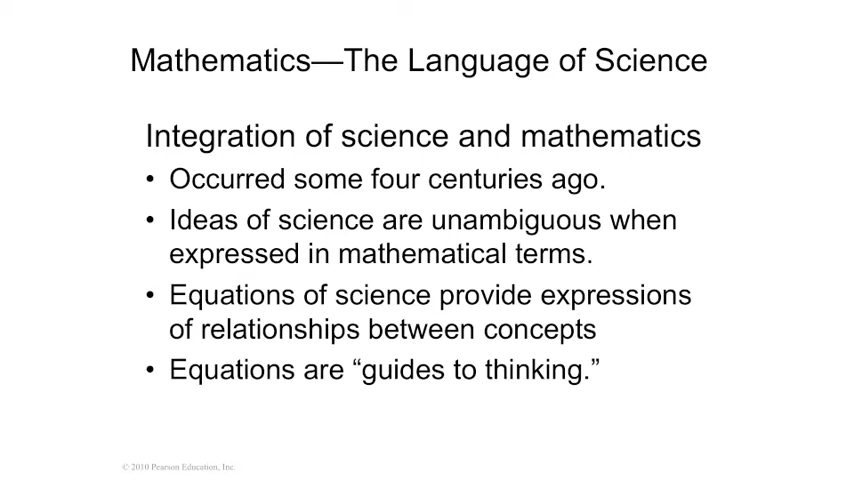 Mathematics—The Language of Science
Integration of science and mathematics
• Occurred some four centuries ago.
• Ideas of science are unambiguous when
expressed in mathematical terms.
• Equations of science provide expressions
of relationships between concepts
• Equations are “guides to thinking.”
© 2010 Pearson Education, Inc.